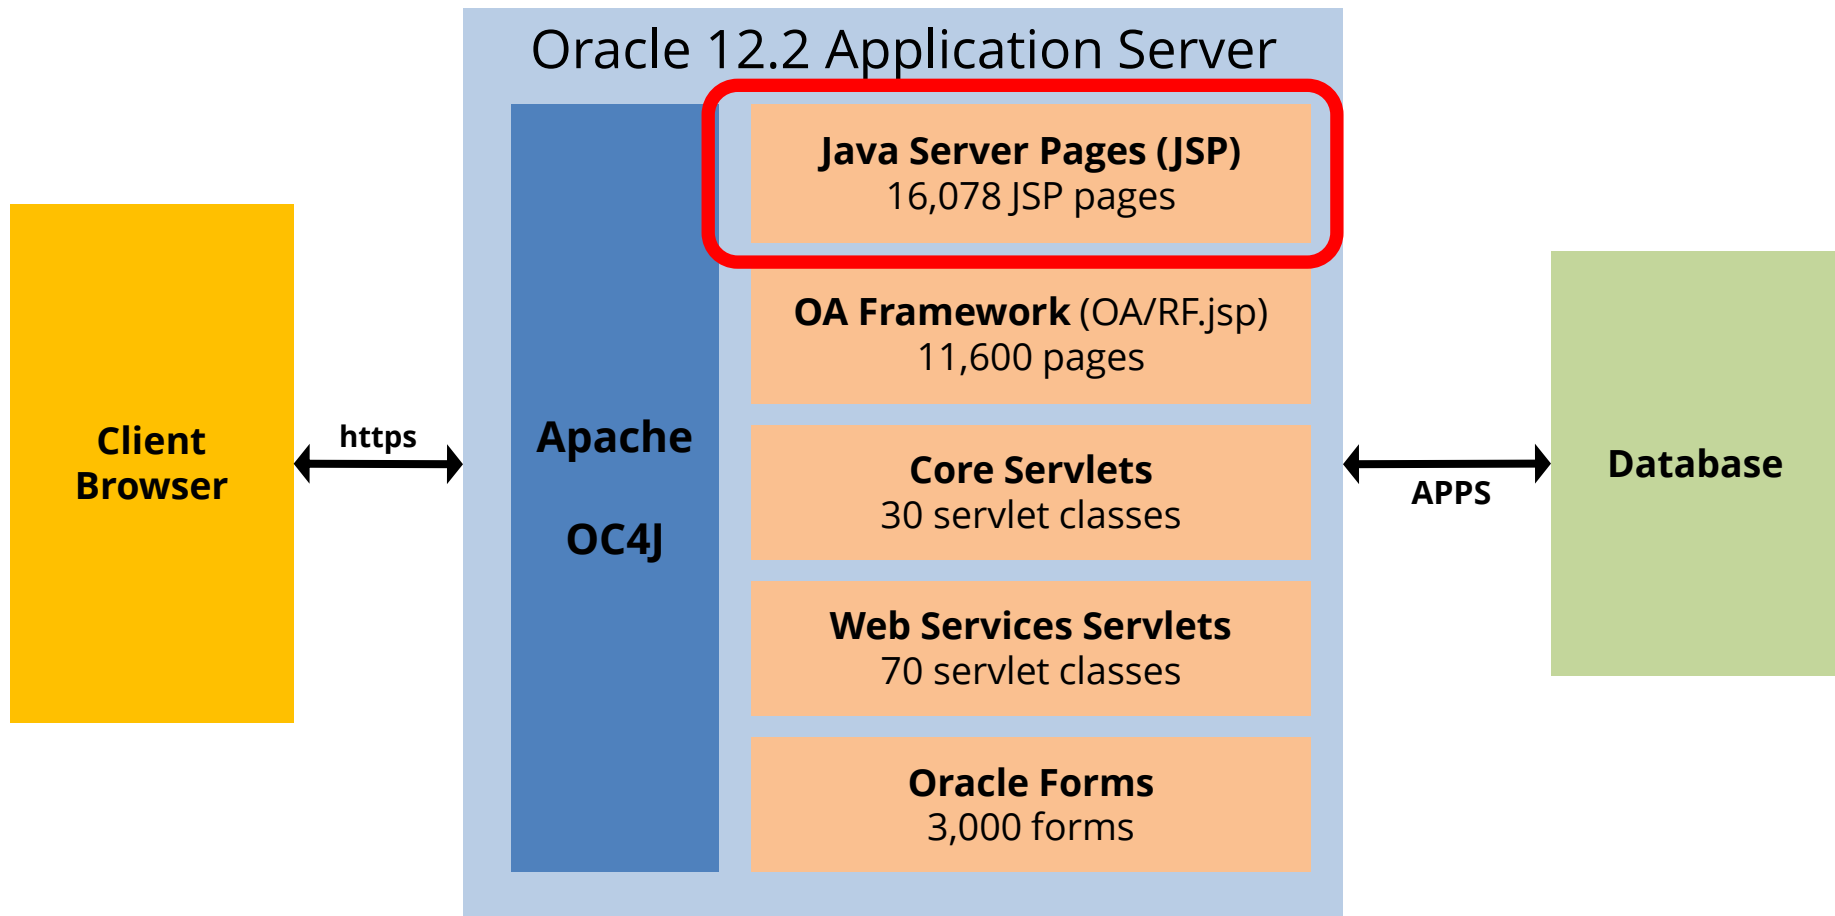 Oracle 12.2 Application Server
Client
Browser
https
Apache
OC4J
Java Server Pages (JSP)
16,078 JSP pages
OA Framework (OA/RF.jsp)
11,600 pages
Core Servlets
30 servlet classes
Web Services Servlets
70 servlet classes
Oracle Forms
3,000 forms
APPS
Database